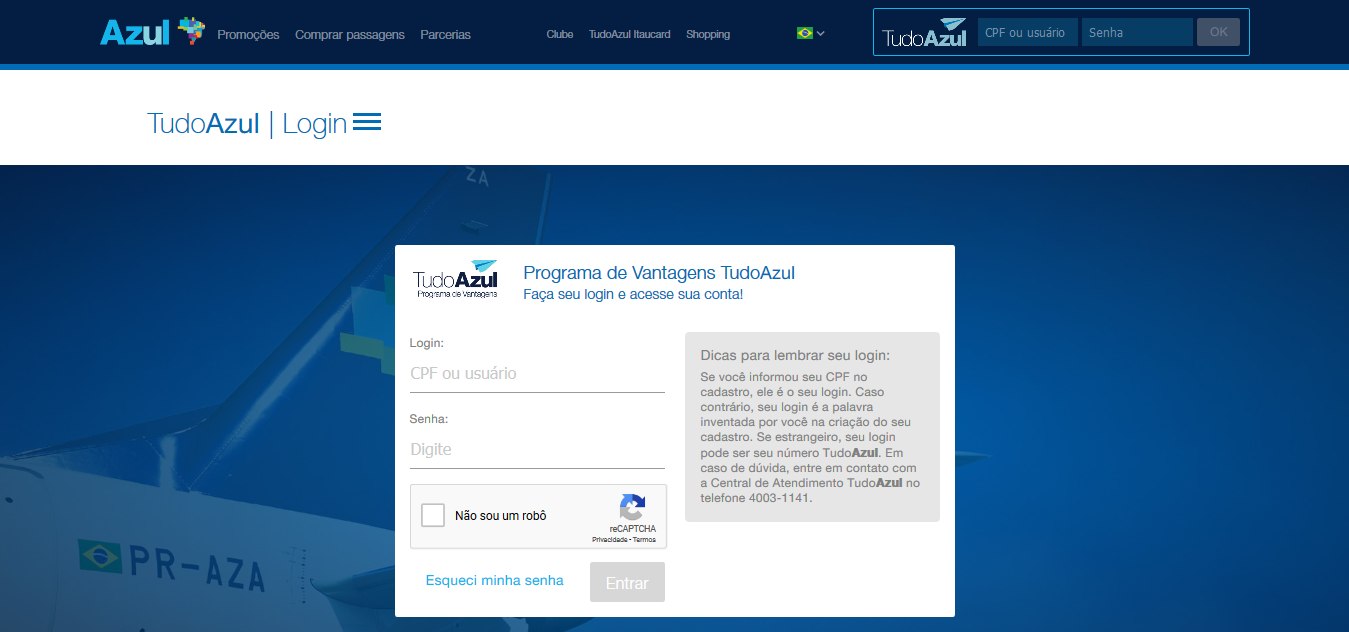 Azul Promoções Comprar passagens Parcerias Clube TudoAzul Itaucard Shopping TudoAzul CPF ou usuário Senha OK
TudoAzul | Login
ZA
TudoAzul
Programa de Vantagens
Programa de Vantagens TudoAzul
Faça seu login e acesse sua conta!
Login:
CPF ou usuário
Senha:
Digite
Não sou um robô
reCAPTCHA
Privacidade - Termos
Esqueci minha senha
Entrar
Dicas para lembrar seu login:
Se você informou seu CPF no
cadastro, ele é o seu login. Caso
contrário, seu login é a palavra
inventada por você na criação do seu
cadastro. Se estrangeiro, seu login
pode ser seu número TudoAzul. Em
caso de dúvida, entre em contato com
a Central de Atendimento TudoAzul no
telefone 4003-1141.
PR-AZA